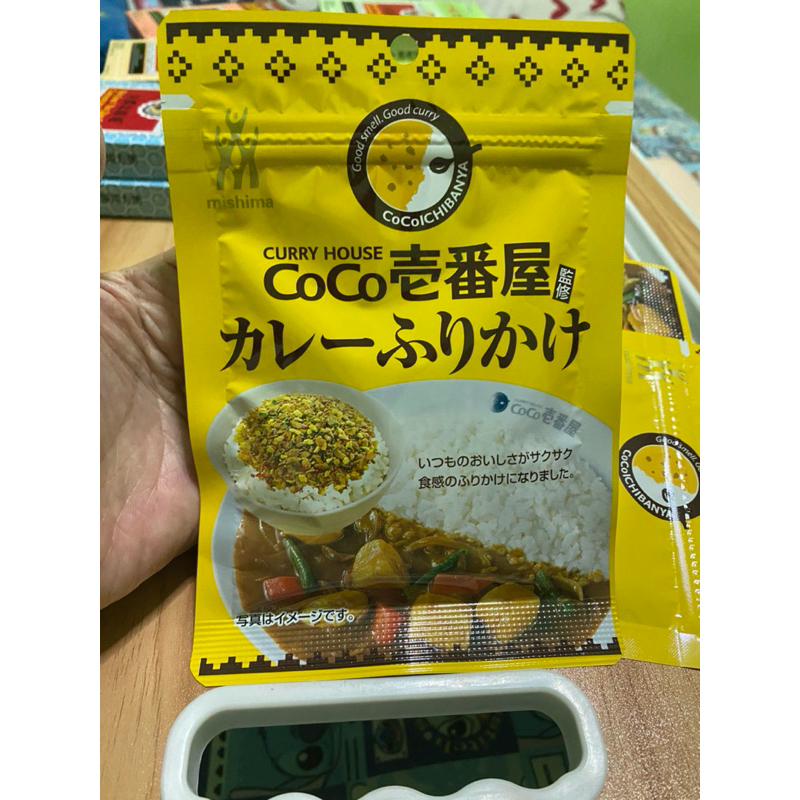 Good smell. Good curry
CoCoICHIBANYA
mishima
CURRY HOUSE
CoCo壱番屋 監修
カレーふりかけ
CoCo壱番屋
いつものおいしさがサクサク
食感のふりかけになりました。
写真はイメージです。
Good smell. G
CoCoICHIBANYA